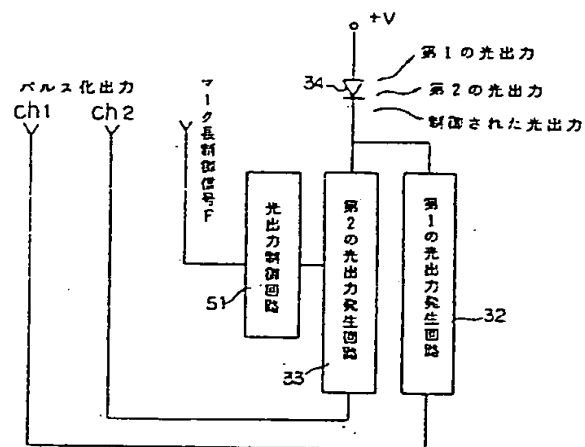 +V
34
第1の光出力
第2の光出力
制御された光出力
パルス化出力
Ch1
Ch2
マーク長制御信号F
光出力制御回路
51
第2の光出力発生回路
33
第1の光出力発生回路
32